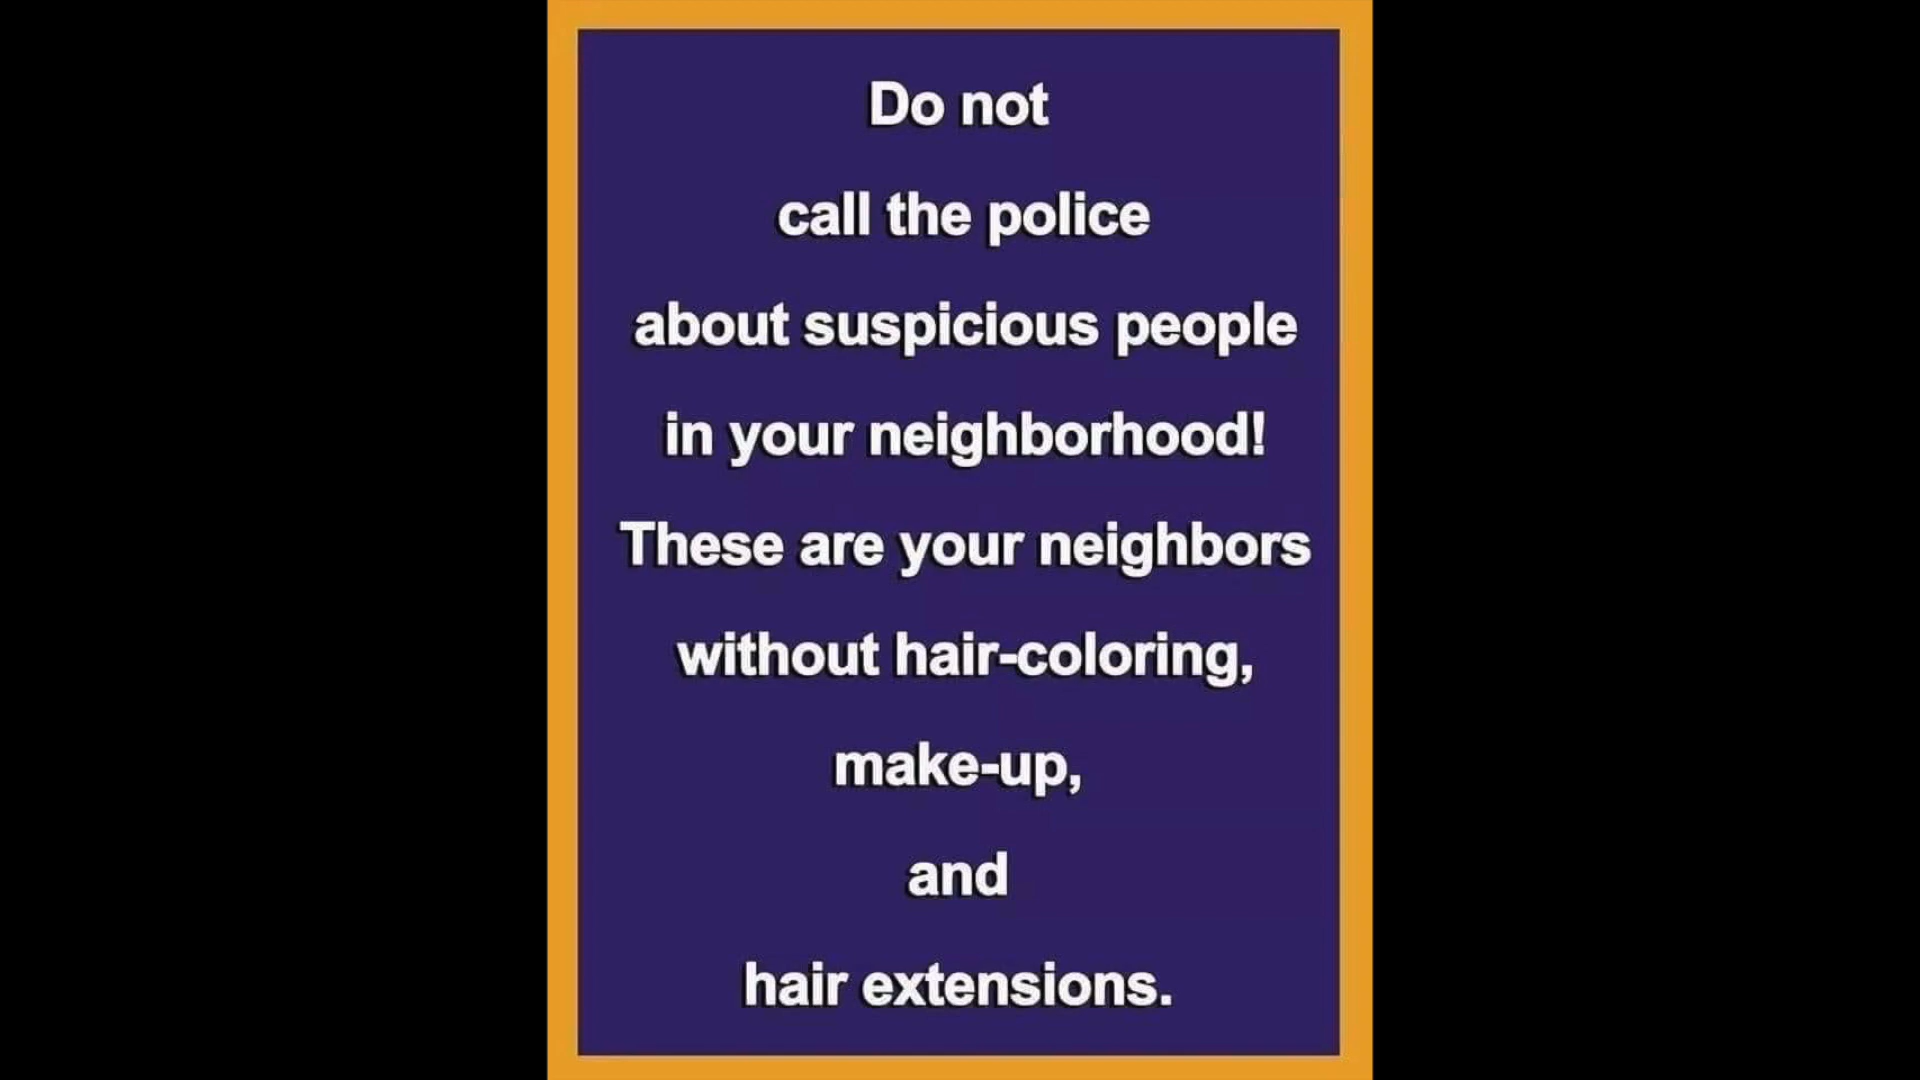 Do not
call the police
about suspicious people
in your neighborhood!
These are your neighbors
without hair-coloring,
make-up,
and
hair extensions.